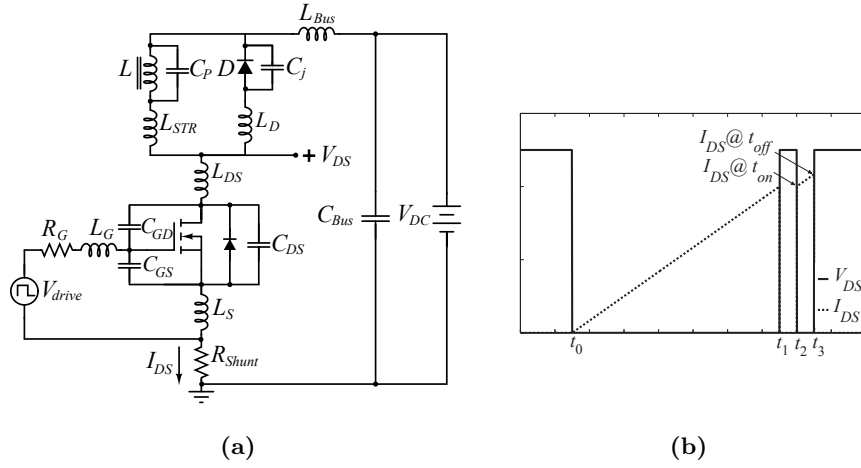 L_Bus
L
C_P
D
C_j
L_STR
L_D
+ V_DS
L_DS
R_G
L_G
C_GD
C_GS
C_DS
C_Bus
V_DC
V_drive
L_S
I_DS
R_Shunt
(a)
I_DS @ t_off
I_DS @ t_on
V_DS
I_DS
t_0
t_1
t_2
t_3
(b)